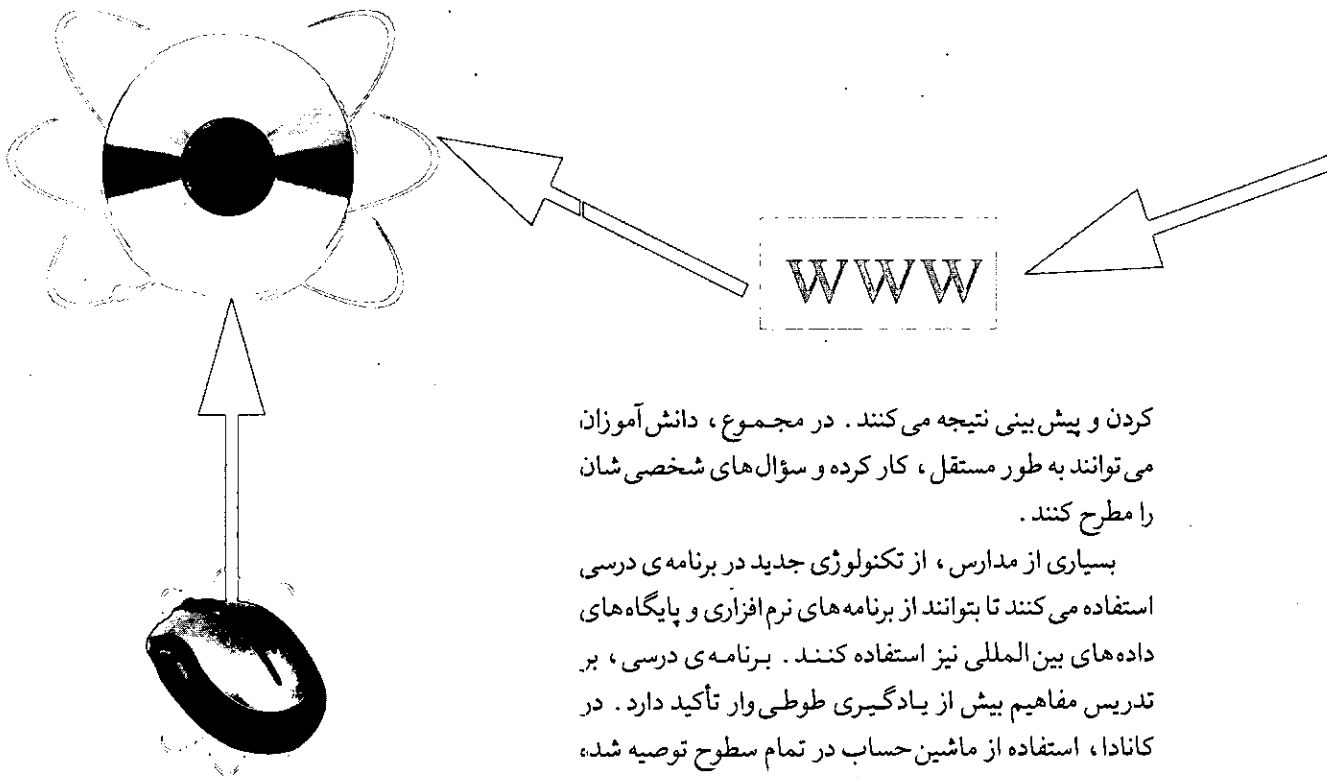 WWW
کردن و پیش‌بینی نتیجه می‌کنند. در مجموع، دانش‌آموزان
می‌توانند به طور مستقل، کار کرده و سؤال‌های شخصی‌شان
را مطرح کنند.
بسیاری از مدارس، از تکنولوژی جدید در برنامه‌ی درسی
استفاده می‌کنند تا بتوانند از برنامه‌های نرم‌افزاری و پایگاه‌های
داده‌های بین‌المللی نیز استفاده کنند. برنامه‌ی درسی، بر
تدریس مفاهیم بیش از یادگیری طوطی‌وار تأکید دارد. در
کانادا، استفاده از ماشین‌حساب در تمام سطوح توصیه شده